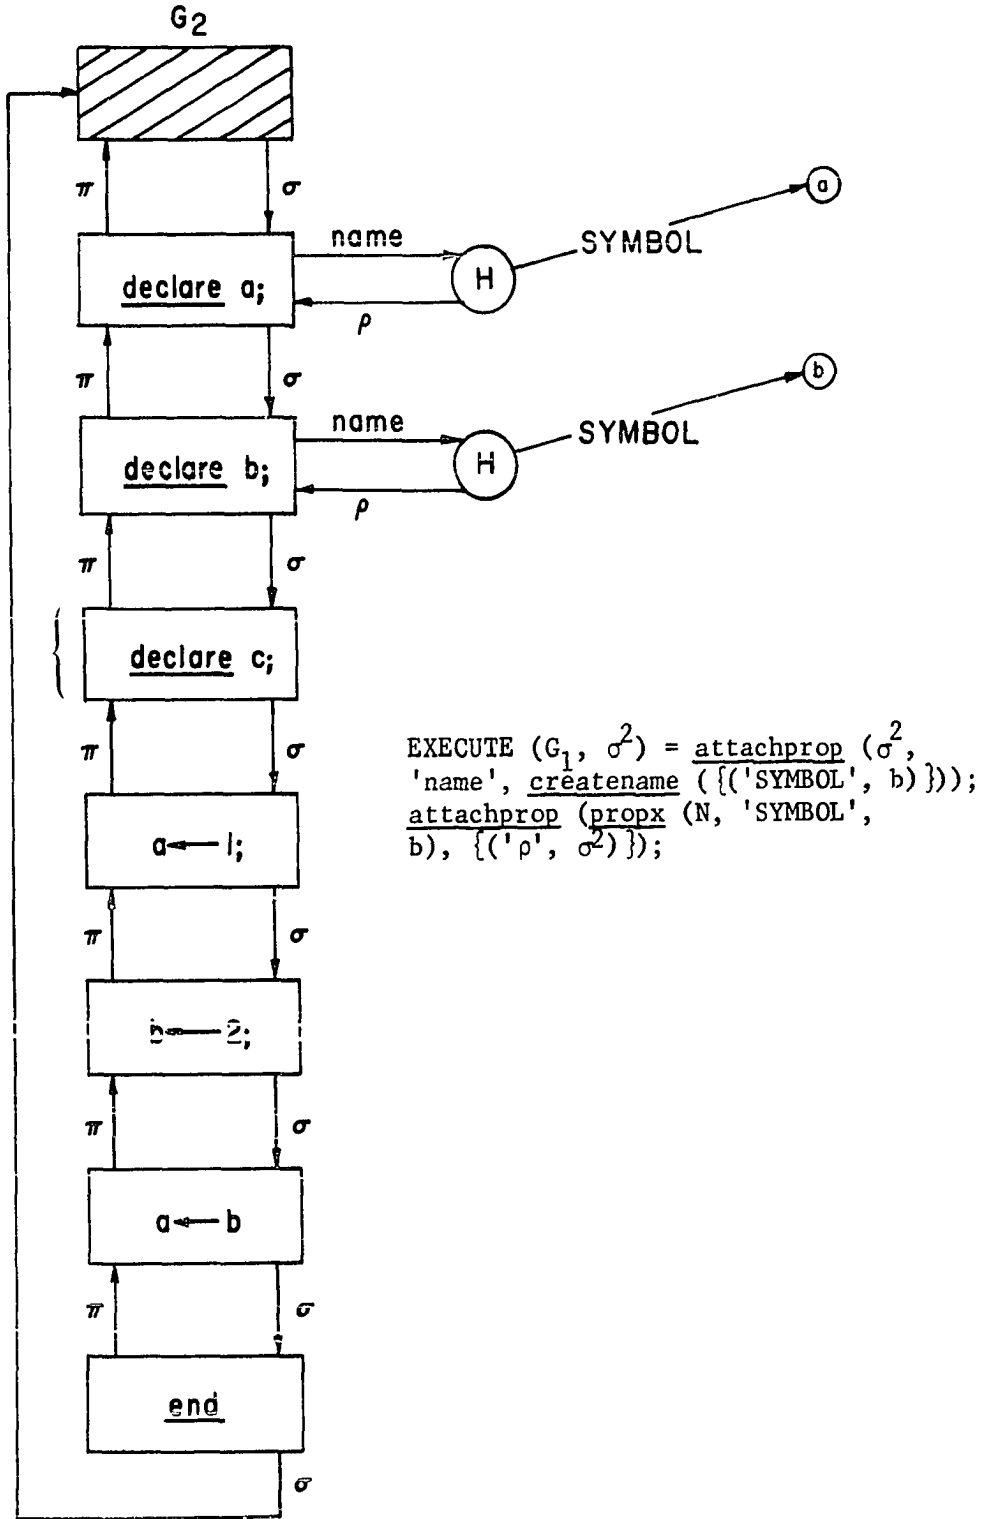 G2
π σ
name
SYMBOL
a
declare a;
H
ρ
π σ
name
SYMBOL
b
declare b;
H
ρ
π σ
{
declare c;
π σ
EXECUTE (G₁, σ²) = attachprop (σ²,
'name', createname ({('SYMBOL', b)}));
attachprop (propx (N, 'SYMBOL',
b), {('ρ', σ²)});
a ← 1;
π σ
b ← 2;
π σ
a ← b
π σ
end
σ